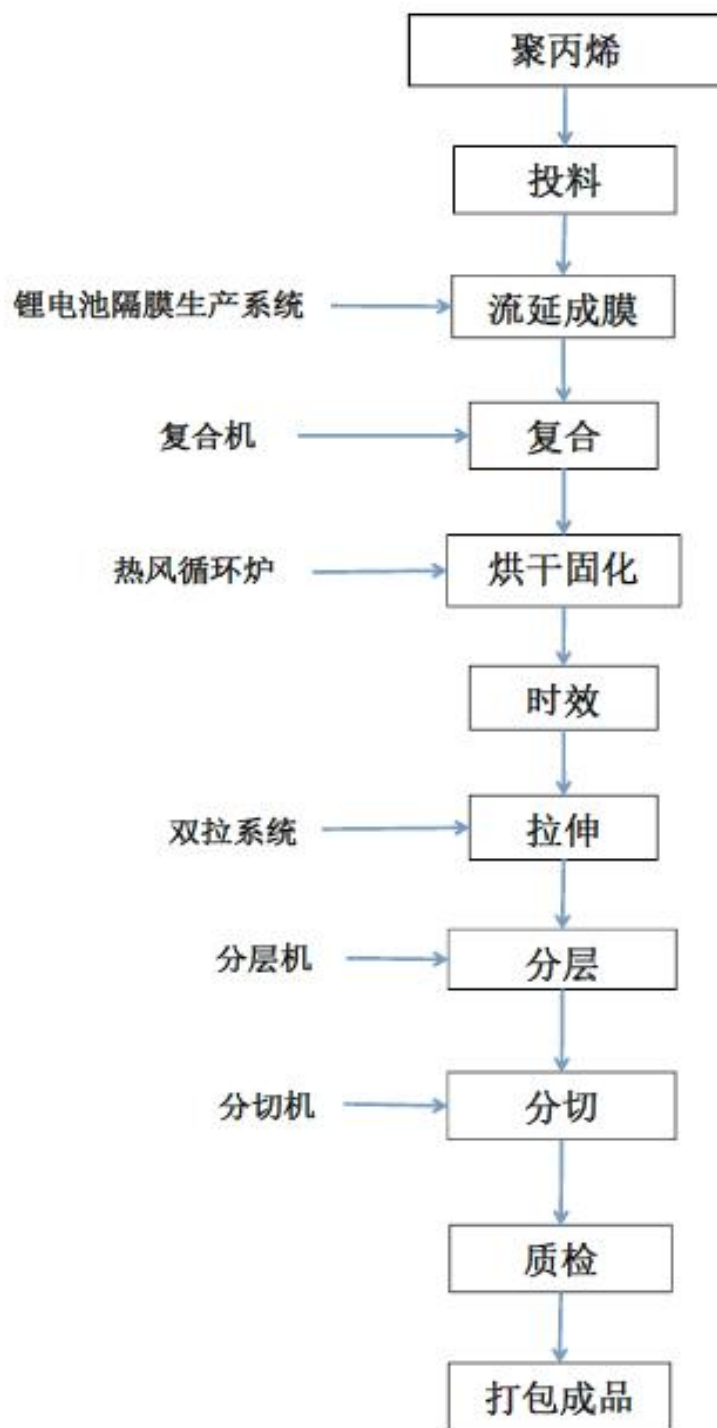 聚丙烯
投料
锂电池隔膜生产系统
流延成膜
复合机
复合
热风循环炉
烘干固化
时效
双拉系统
拉伸
分层机
分层
分切机
分切
质检
打包成品